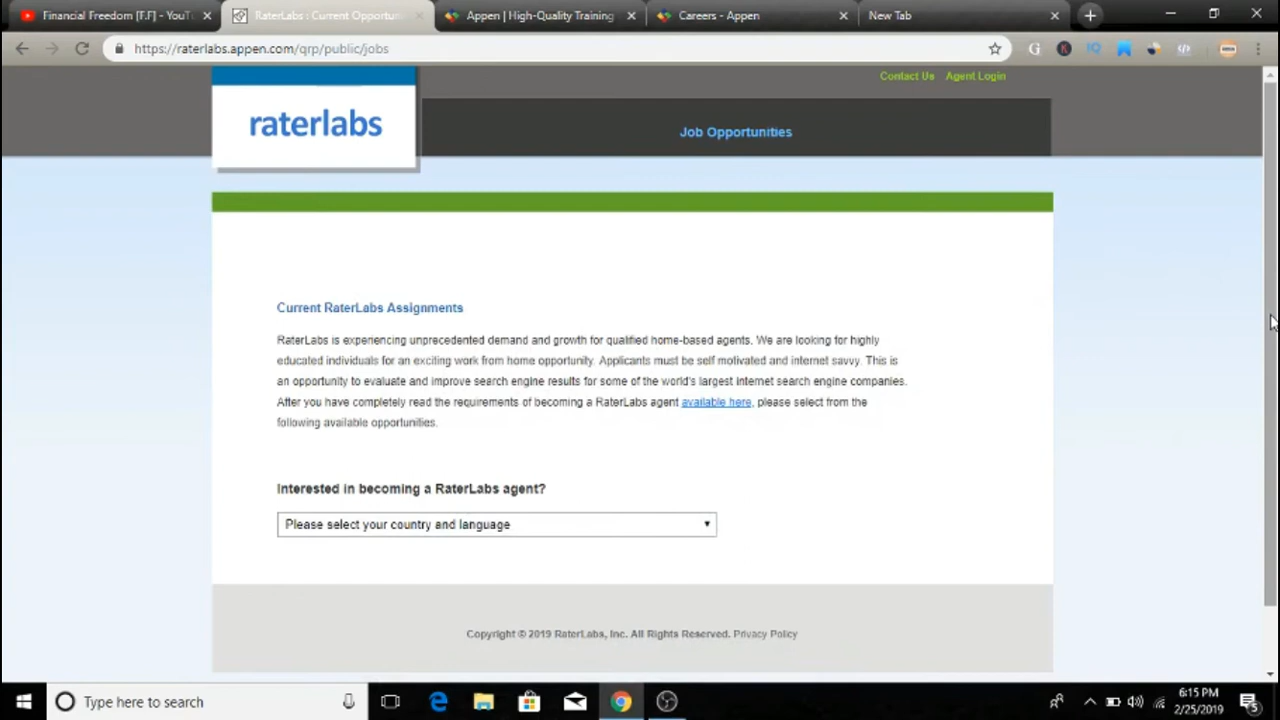 Financial Freedom [F.F] - YouTu
RaterLabs : Current Opportuni
Appen | High-Quality Training
Careers - Appen
New Tab
https://raterlabs.appen.com/qrp/public/jobs
Contact Us Agent Login
raterlabs
Job Opportunities
Current RaterLabs Assignments
RaterLabs is experiencing unprecedented demand and growth for qualified home-based agents. We are looking for highly
educated individuals for an exciting work from home opportunity. Applicants must be self motivated and internet savvy. This is
an opportunity to evaluate and improve search engine results for some of the world's largest internet search engine companies.
After you have completely read the requirements of becoming a RaterLabs agent available here, please select from the
following available opportunities.
Interested in becoming a RaterLabs agent?
Please select your country and language
Copyright © 2019 RaterLabs, Inc. All Rights Reserved. Privacy Policy
Type here to search
6:15 PM
2/25/2019
5